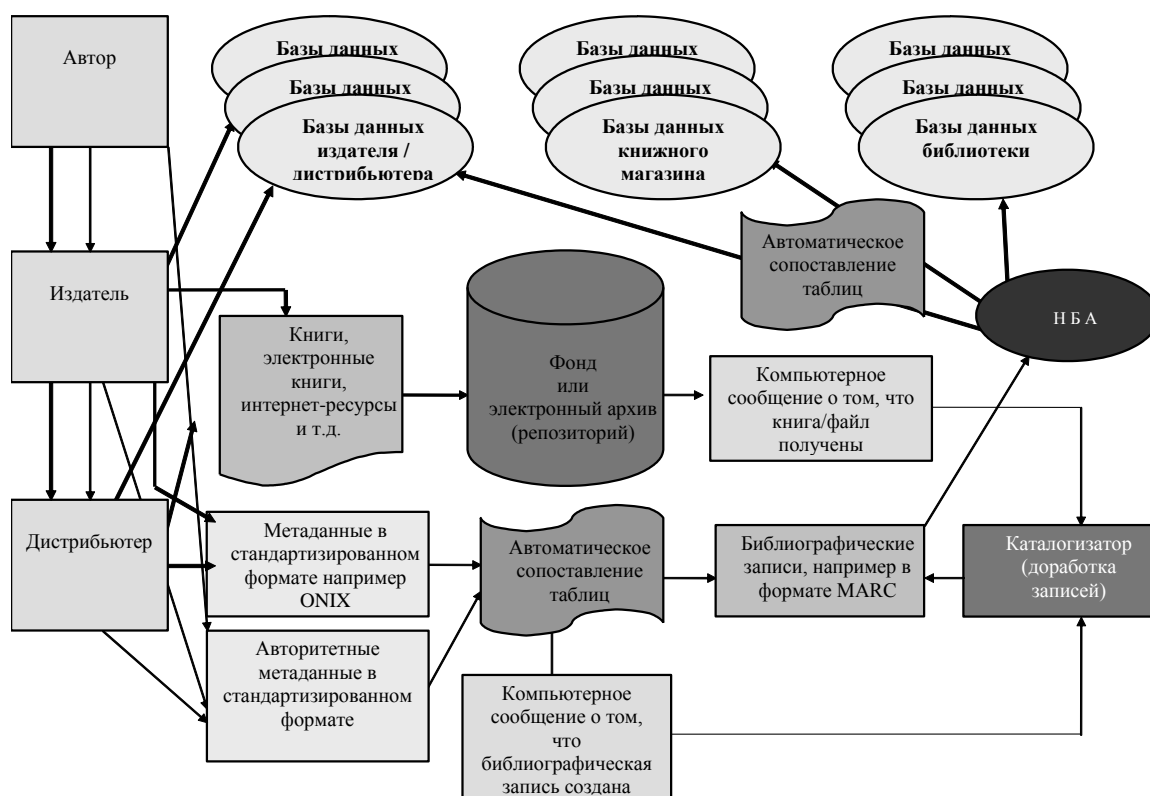 Автор
Базы данных
Базы данных
Базы данных
издателя /
дистрибьютера
Базы данных
Базы данных
Базы данных
книжного
магазина
Базы данных
Базы данных
Базы данных
библиотеки
Автоматическое
сопоставление
таблиц
Издатель
Н Б А
Книги,
электронные
книги,
интернет-ресурсы
и т.д.
Фонд
или
электронный архив
(репозиторий)
Компьютерное
сообщение о том, что
книга/файл
получены
Дистрибьютер
Метаданные в
стандартизированном
формате например
ONIX
Автоматическое
сопоставление
таблиц
Библиографические
записи, например в
формате MARC
Каталогизатор
(доработка
записей)
Авторитетные
метаданные в
стандартизированном
формате
Компьютерное
сообщение о том,
что
библиографическая
запись создана